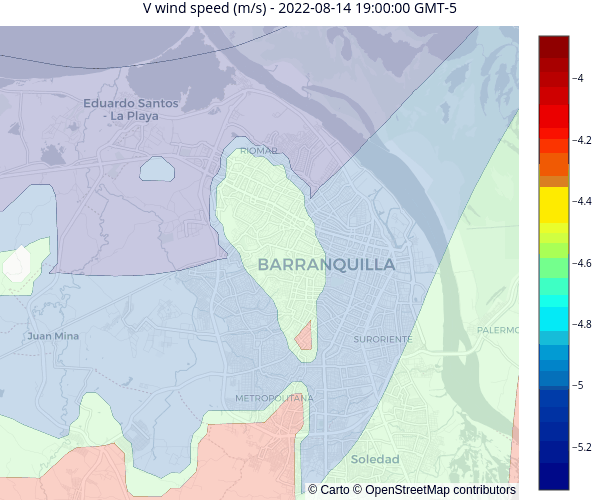 V wind speed (m/s) - 2022-08-14 19:00:00 GMT-5
Eduardo Santos
- La Playa
RIOMAR
BARRANQUILLA
Juan Mina
SURORIENTE
PALERMO
METROPOLITANA
Soledad
© Carto © OpenStreetMap contributors
−4
−4.2
−4.4
−4.6
−4.8
−5
−5.2